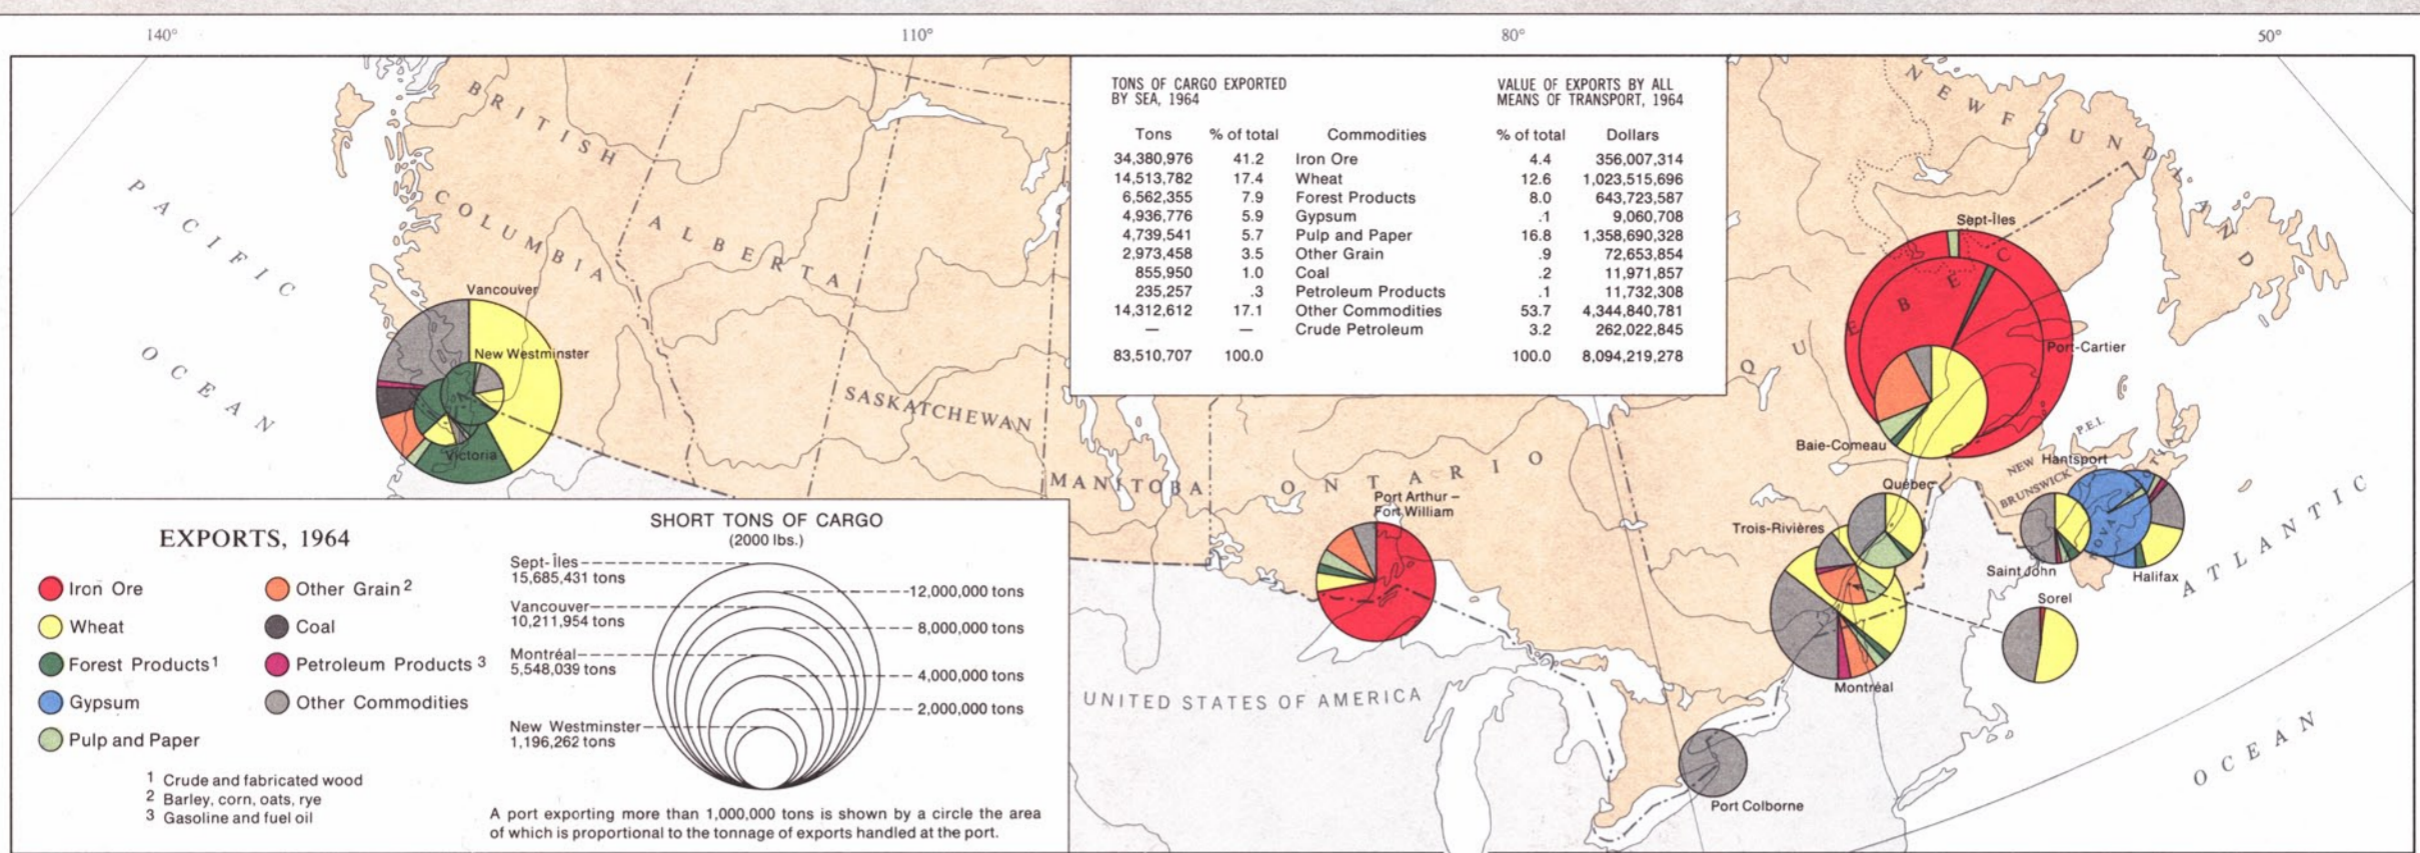 140°
110°
80°
50°
TONS OF CARGO EXPORTED
BY SEA, 1964
VALUE OF EXPORTS BY ALL
MEANS OF TRANSPORT, 1964
Tons % of total Commodities % of total Dollars
34,380,976 41.2 Iron Ore 4.4 356,007,314
14,513,782 17.4 Wheat 12.6 1,023,515,696
6,562,355 7.9 Forest Products 8.0 643,723,587
4,936,776 5.9 Gypsum .1 9,060,708
4,739,541 5.7 Pulp and Paper 16.8 1,358,690,328
2,973,458 3.5 Other Grain .9 72,653,854
855,950 1.0 Coal .2 11,971,857
235,257 .3 Petroleum Products .1 11,732,308
14,312,612 17.1 Other Commodities 53.7 4,344,840,781
— — Crude Petroleum 3.2 262,022,845
83,510,707 100.0 100.0 8,094,219,278
PACIFIC
OCEAN
BRITISH
COLUMBIA
ALBERTA
SASKATCHEWAN
MANITOBA
ONTARIO
QUEBEC
NEWFOUNDLAND
P.E.I.
NEW
BRUNSWICK
NOVA SCOTIA
UNITED STATES OF AMERICA
ATLANTIC
OCEAN
Vancouver
New Westminster
Victoria
Port Arthur –
Fort William
Sept-Îles
Port-Cartier
Baie-Comeau
Québec
Trois-Rivières
Montréal
Sorel
Port Colborne
Saint John
Hantsport
Halifax
EXPORTS, 1964
Iron Ore
Wheat
Forest Products 1
Gypsum
Pulp and Paper
Other Grain 2
Coal
Petroleum Products 3
Other Commodities
1 Crude and fabricated wood
2 Barley, corn, oats, rye
3 Gasoline and fuel oil
SHORT TONS OF CARGO
(2000 lbs.)
Sept-Îles
15,685,431 tons
Vancouver
10,211,954 tons
Montréal
5,548,039 tons
New Westminster
1,196,262 tons
12,000,000 tons
8,000,000 tons
4,000,000 tons
2,000,000 tons
A port exporting more than 1,000,000 tons is shown by a circle the area
of which is proportional to the tonnage of exports handled at the port.